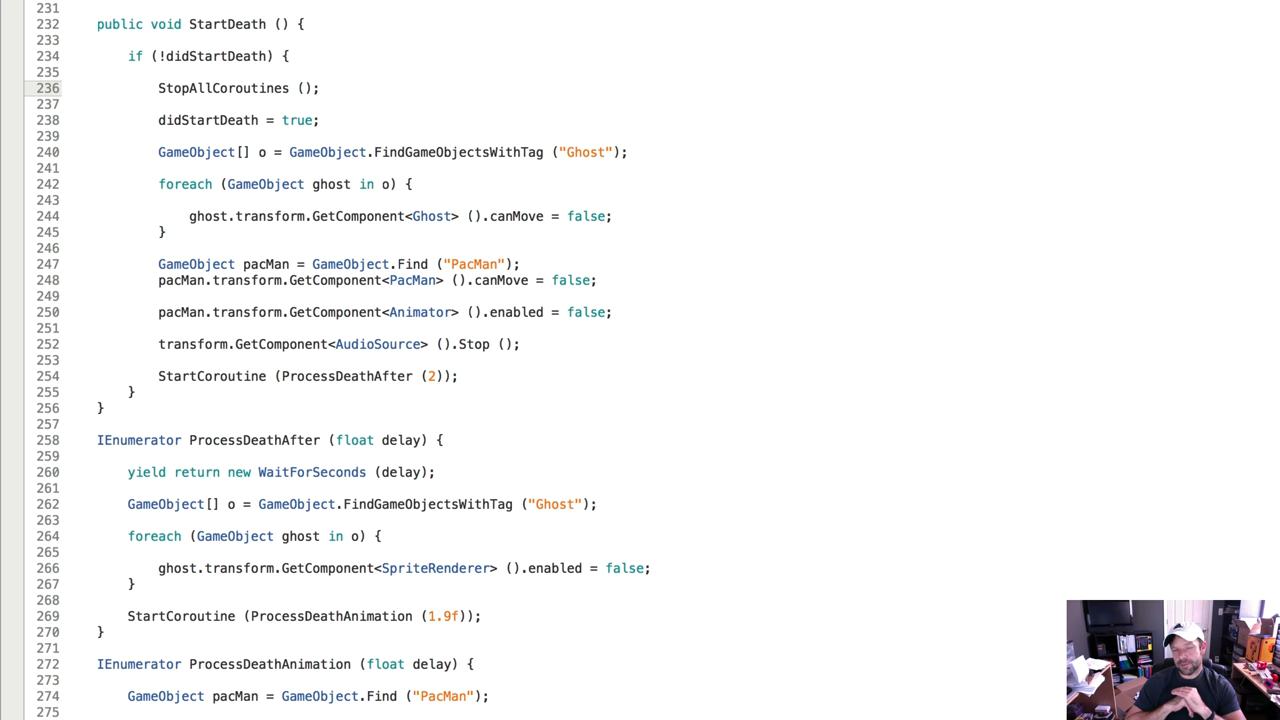 231
232 public void StartDeath () {
233
234 if (!didStartDeath) {
235
236 StopAllCoroutines ();
237
238 didStartDeath = true;
239
240 GameObject[] o = GameObject.FindGameObjectsWithTag ("Ghost");
241
242 foreach (GameObject ghost in o) {
243
244 ghost.transform.GetComponent<Ghost> ().canMove = false;
245 }
246
247 GameObject pacMan = GameObject.Find ("PacMan");
248 pacMan.transform.GetComponent<PacMan> ().canMove = false;
249
250 pacMan.transform.GetComponent<Animator> ().enabled = false;
251
252 transform.GetComponent<AudioSource> ().Stop ();
253
254 StartCoroutine (ProcessDeathAfter (2));
255 }
256 }
257
258 IEnumerator ProcessDeathAfter (float delay) {
259
260 yield return new WaitForSeconds (delay);
261
262 GameObject[] o = GameObject.FindGameObjectsWithTag ("Ghost");
263
264 foreach (GameObject ghost in o) {
265
266 ghost.transform.GetComponent<SpriteRenderer> ().enabled = false;
267 }
268
269 StartCoroutine (ProcessDeathAnimation (1.9f));
270 }
271
272 IEnumerator ProcessDeathAnimation (float delay) {
273
274 GameObject pacMan = GameObject.Find ("PacMan");
275